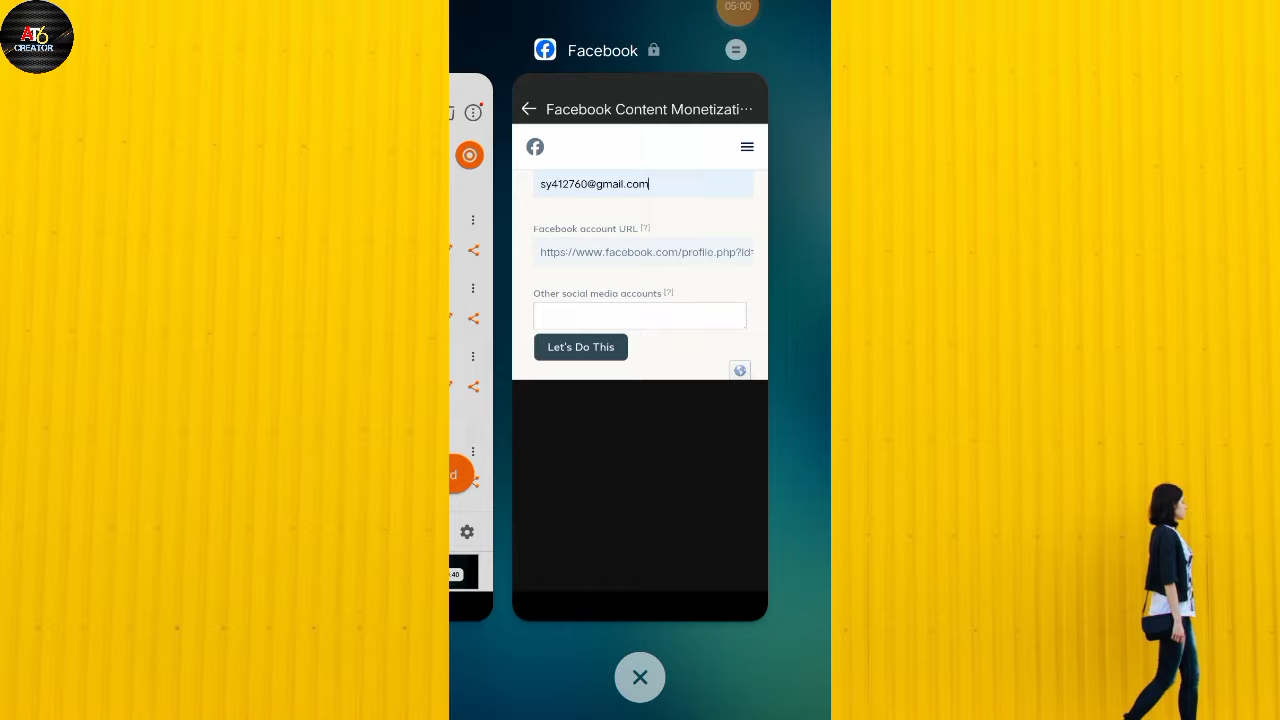 AT6
CREATOR
05:00
Facebook
Facebook Content Monetizati···
sy412760@gmail.com
Facebook account URL [?]
https://www.facebook.com/profile.php?id=
Other social media accounts [?]
Let's Do This
d
:40